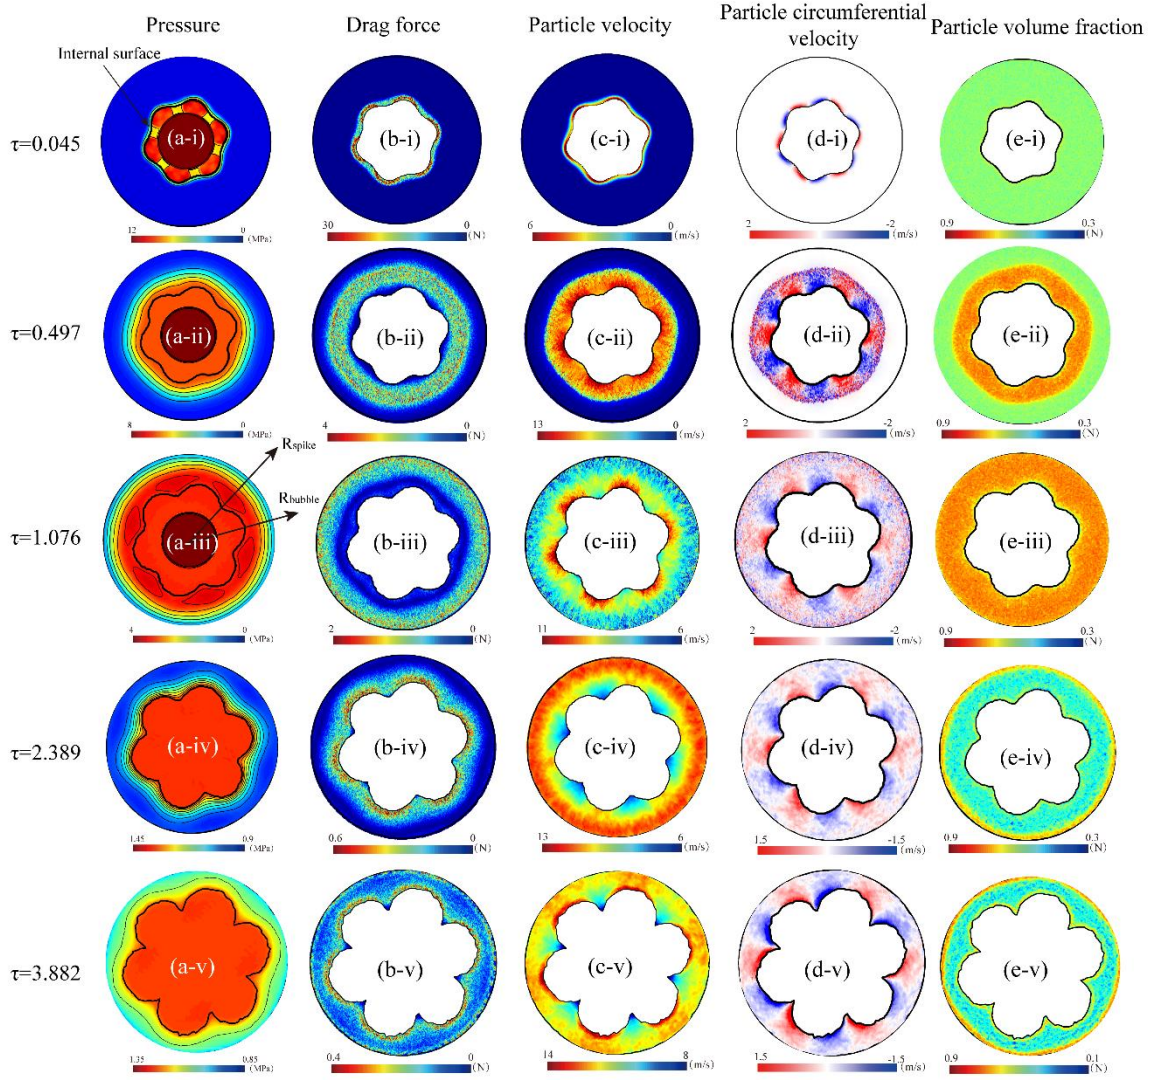 Pressure
Drag force
Particle velocity
Particle circumferential
velocity
Particle volume fraction
Internal surface
τ=0.045
(a-i)
(b-i)
(c-i)
(d-i)
(e-i)
12 0 (MPa)
30 0 (N)
6 0 (m/s)
2 -2 (m/s)
0.9 0.3 (N)
τ=0.497
(a-ii)
(b-ii)
(c-ii)
(d-ii)
(e-ii)
8 0 (MPa)
4 0 (N)
13 0 (m/s)
2 -2 (m/s)
0.9 0.3 (N)
Rspike
Rbubble
τ=1.076
(a-iii)
(b-iii)
(c-iii)
(d-iii)
(e-iii)
4 0 (MPa)
2 0 (N)
11 6 (m/s)
2 -2 (m/s)
0.9 0.3 (N)
τ=2.389
(a-iv)
(b-iv)
(c-iv)
(d-iv)
(e-iv)
1.45 0.9 (MPa)
0.6 0 (N)
13 6 (m/s)
1.5 -1.5 (m/s)
0.9 0.3 (N)
τ=3.882
(a-v)
(b-v)
(c-v)
(d-v)
(e-v)
1.35 0.85 (MPa)
0.4 0 (N)
14 8 (m/s)
1.5 -1.5 (m/s)
0.9 0.1 (N)